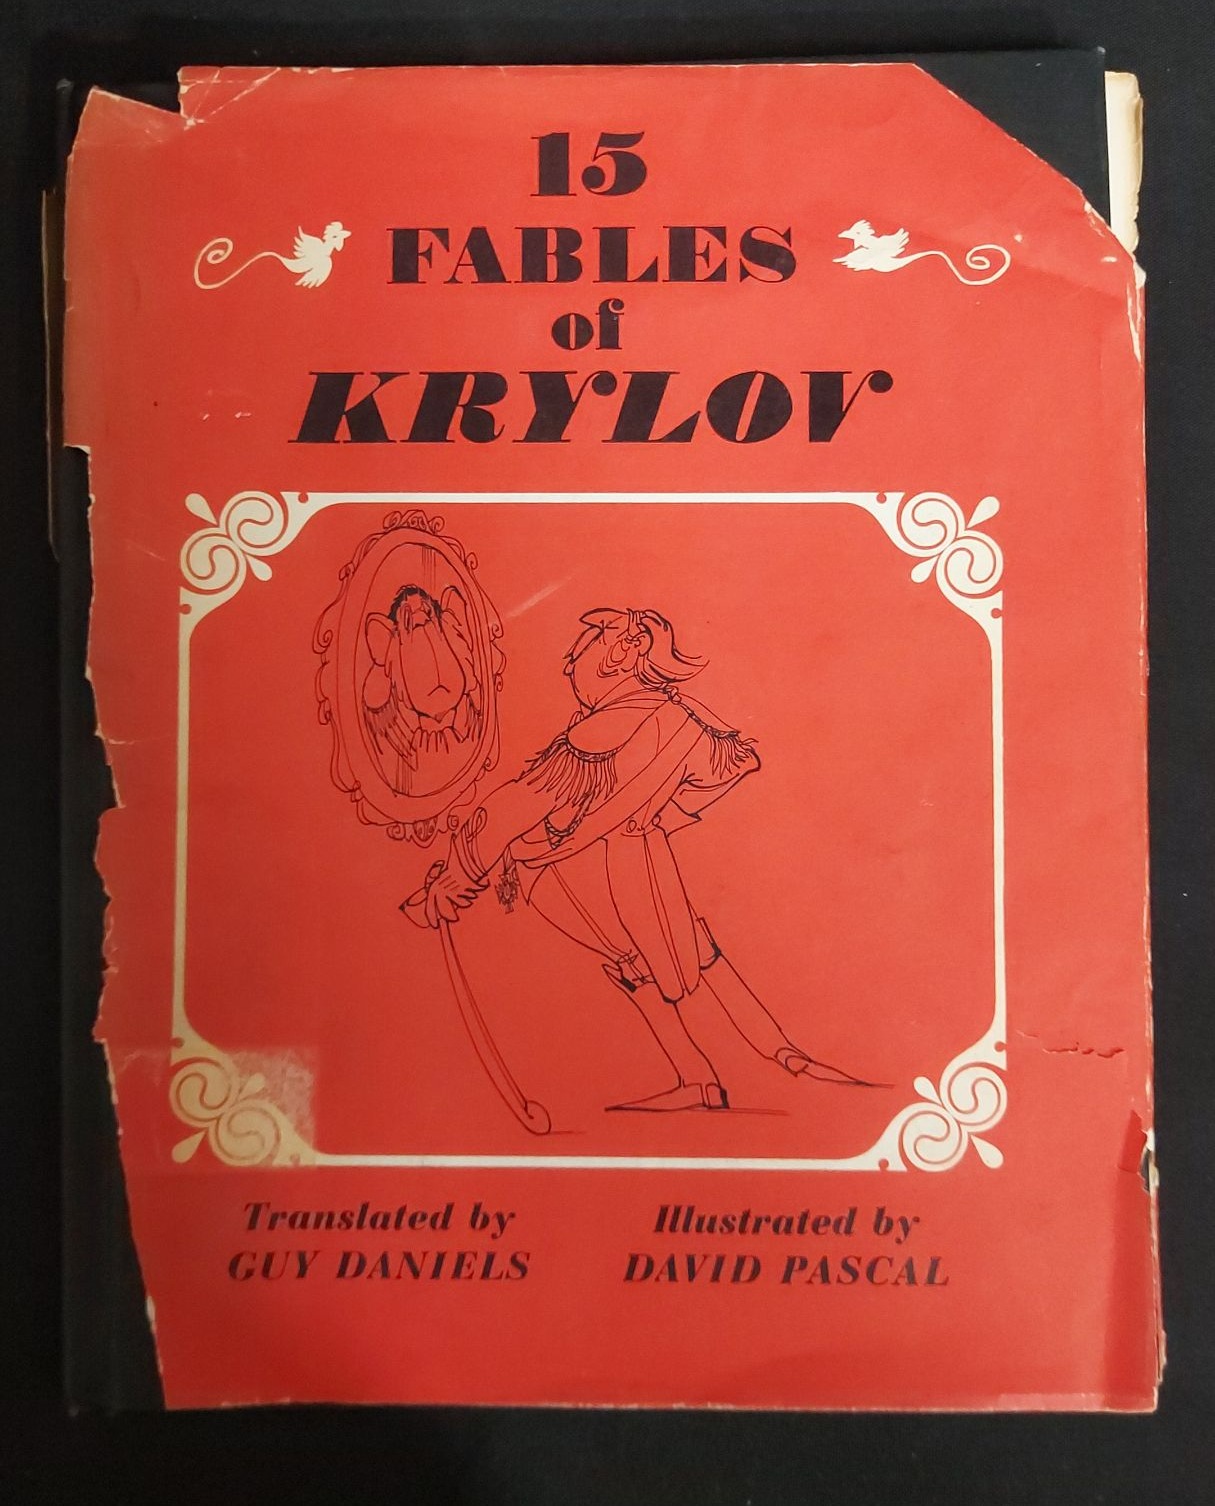 15
FABLES
of
KRYLOV
Translated by
GUY DANIELS
Illustrated by
DAVID PASCAL